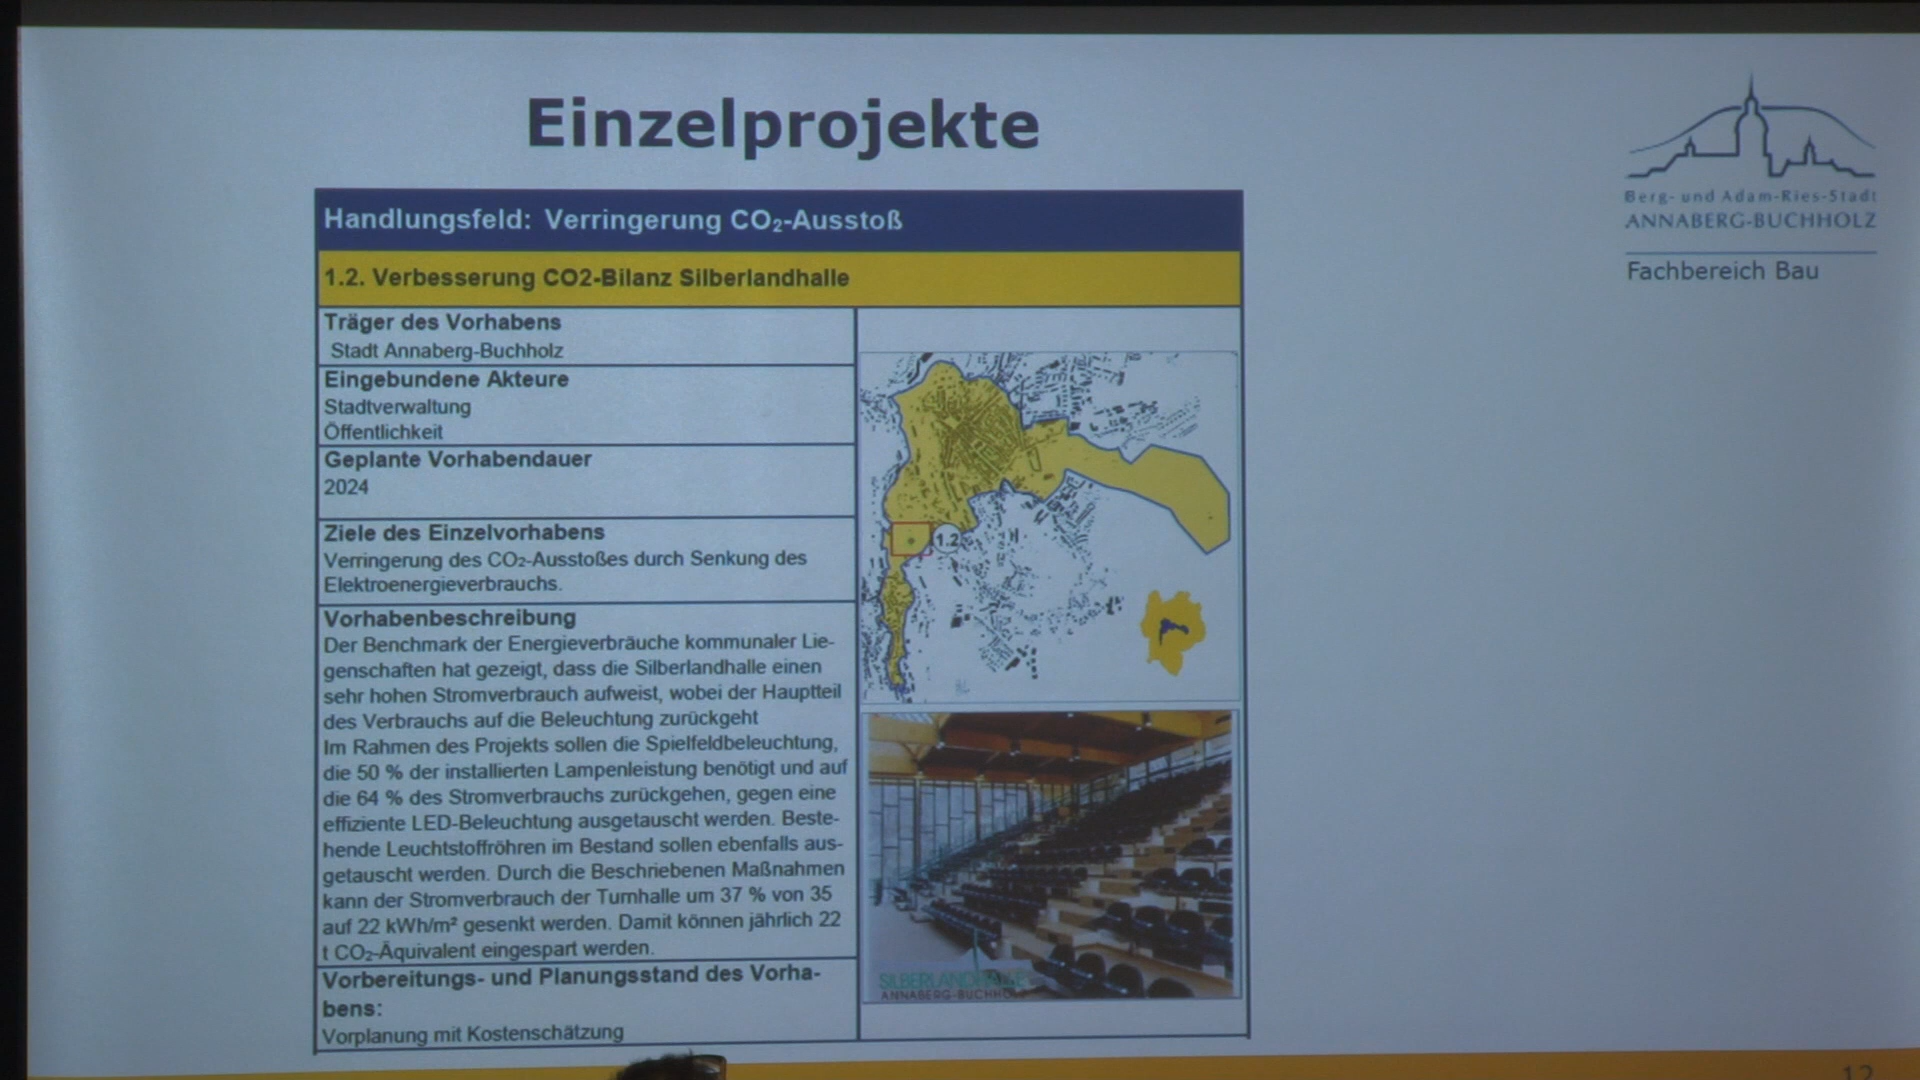 Einzelprojekte
Berg- und Adam-Ries-Stadt
ANNABERG-BUCHHOLZ
Fachbereich Bau
Handlungsfeld: Verringerung CO₂-Ausstoß
1.2. Verbesserung CO2-Bilanz Silberlandhalle
Träger des Vorhabens
Stadt Annaberg-Buchholz
Eingebundene Akteure
Stadtverwaltung
Öffentlichkeit
Geplante Vorhabendauer
2024
Ziele des Einzelvorhabens
Verringerung des CO₂-Ausstoßes durch Senkung des
Elektroenergieverbrauchs.
Vorhabenbeschreibung
Der Benchmark der Energieverbräuche kommunaler Lie-
genschaften hat gezeigt, dass die Silberlandhalle einen
sehr hohen Stromverbrauch aufweist, wobei der Hauptteil
des Verbrauchs auf die Beleuchtung zurückgeht
Im Rahmen des Projekts sollen die Spielfeldbeleuchtung,
die 50 % der installierten Lampenleistung benötigt und auf
die 64 % des Stromverbrauchs zurückgehen, gegen eine
effiziente LED-Beleuchtung ausgetauscht werden. Beste-
hende Leuchtstoffröhren im Bestand sollen ebenfalls aus-
getauscht werden. Durch die Beschriebenen Maßnahmen
kann der Stromverbrauch der Turnhalle um 37 % von 35
auf 22 kWh/m² gesenkt werden. Damit können jährlich 22
t CO₂-Äquivalent eingespart werden.
Vorbereitungs- und Planungsstand des Vorha-
bens:
Vorplanung mit Kostenschätzung
1.2
SILBERLANDHALLE
ANNABERG-BUCHHOLZ
12